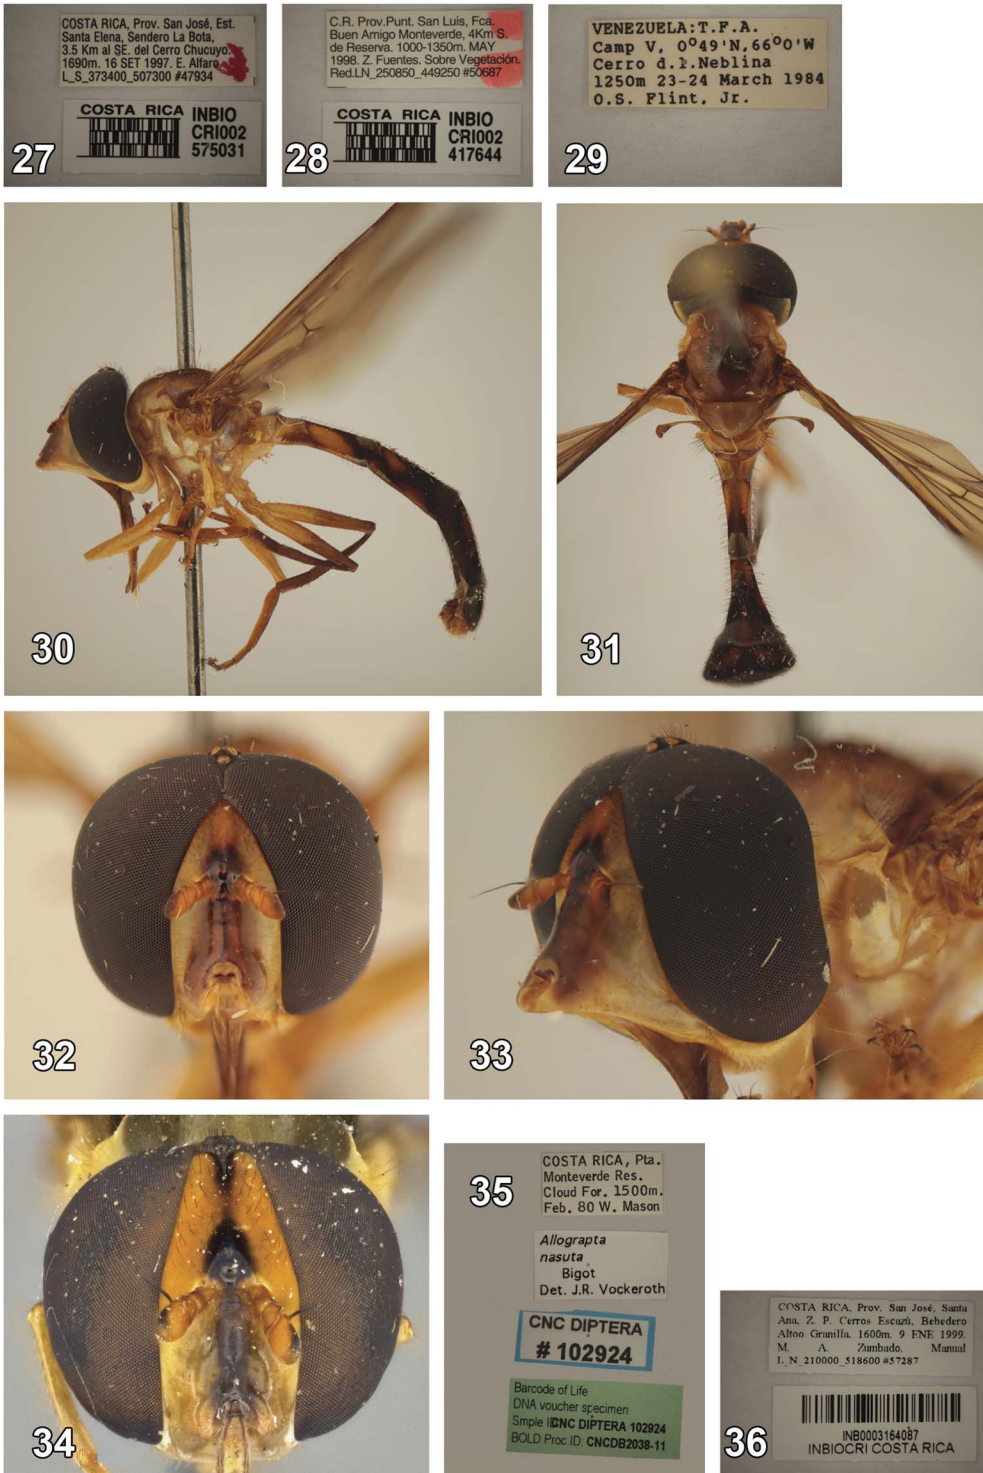 COSTA RICA, Prov. San José, Est.
Santa Elena, Sendero La Bota,
3.5 Km al SE. del Cerro Chucuyo.
1690m. 16 SET 1997. E. Alfaro.
L_S_373400_507300 #47934
COSTA RICA INBIO
CRI002
575031
27
C.R. Prov.Punt. San Luis, Fca.
Buen Amigo Monteverde, 4Km S.
de Reserva. 1000-1350m. MAY
1998. Z. Fuentes. Sobre Vegetación.
Red.LN_250850_449250 #50687
COSTA RICA INBIO
CRI002
417644
28
VENEZUELA:T.F.A.
Camp V, 0°49'N,66°0'W
Cerro d.l.Neblina
1250m 23-24 March 1984
O.S. Flint, Jr.
29
30
31
32
33
34
35
COSTA RICA, Pta.
Monteverde Res.
Cloud For. 1500m.
Feb. 80 W. Mason
Allograpta
nasuta
Bigot
Det. J.R. Vockeroth
CNC DIPTERA
# 102924
Barcode of Life
DNA voucher specimen
Smple ID: CNC DIPTERA 102924
BOLD Proc ID: CNCDB2038-11
COSTA RICA, Prov. San José, Santa
Ana, Z. P. Cerros Escazú, Bebedero
Altoo Granilla. 1600m. 9 ENE 1999.
M. A. Zumbado. Manual
L_N_210000_518600 #57287
INB0003164087
INBIOCRI COSTA RICA
36